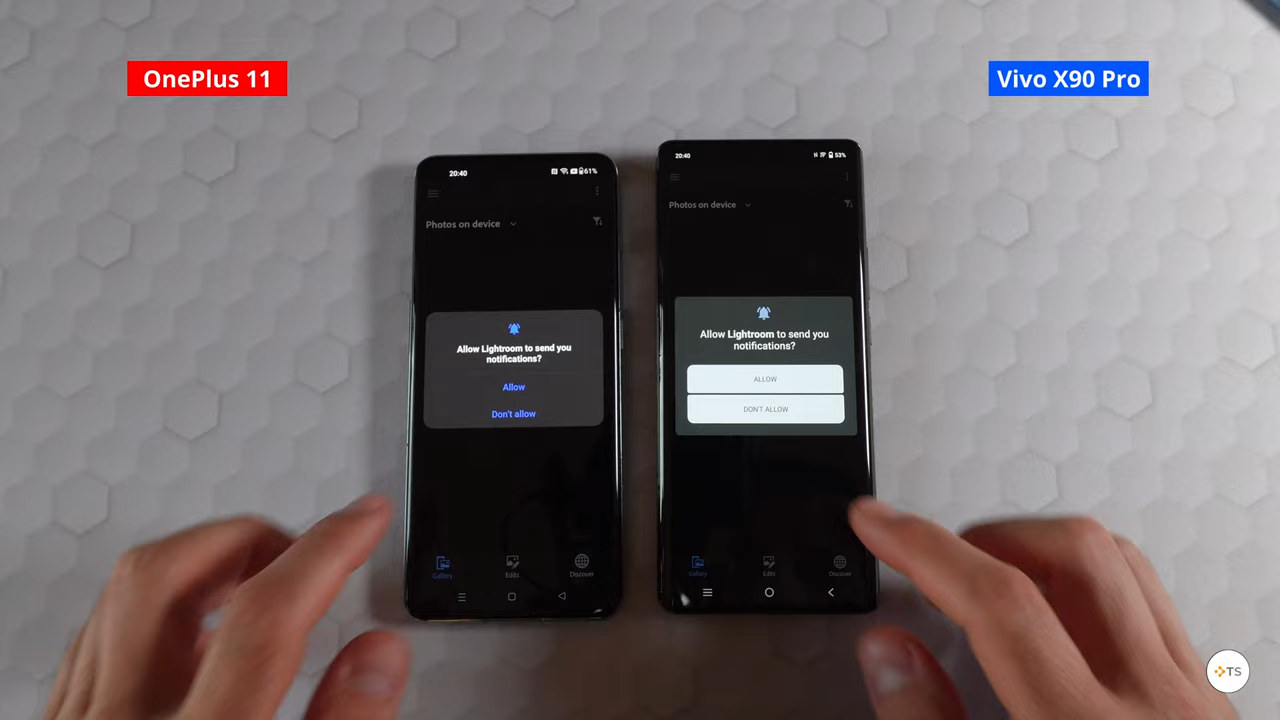 OnePlus 11
Vivo X90 Pro
20:40
61%
Photos on device
Allow Lightroom to send you
notifications?
Allow
Don't allow
Gallery
Edits
Discover
20:40
53%
Photos on device
Allow Lightroom to send you
notifications?
ALLOW
DON'T ALLOW
Gallery
Edits
Discover
TS